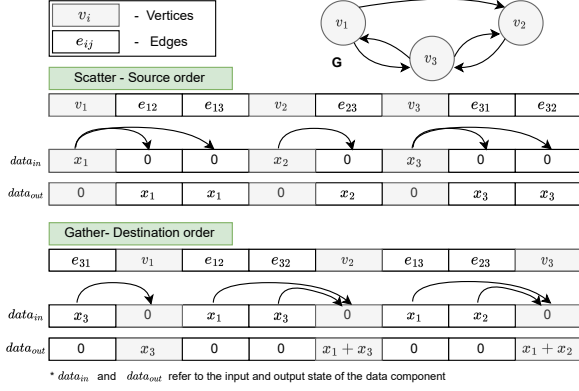 v_i - Vertices
e_ij - Edges
v_1
v_2
v_3
G
Scatter - Source order
v_1 e_12 e_13 v_2 e_23 v_3 e_31 e_32
data_in x_1 0 0 x_2 0 x_3 0 0
data_out 0 x_1 x_1 0 x_2 0 x_3 x_3
Gather- Destination order
e_31 v_1 e_12 e_32 v_2 e_13 e_23 v_3
data_in x_3 0 x_1 x_3 0 x_1 x_2 0
data_out 0 x_3 0 0 x_1 + x_3 0 0 x_1 + x_2
* data_in and data_out refer to the input and output state of the data component